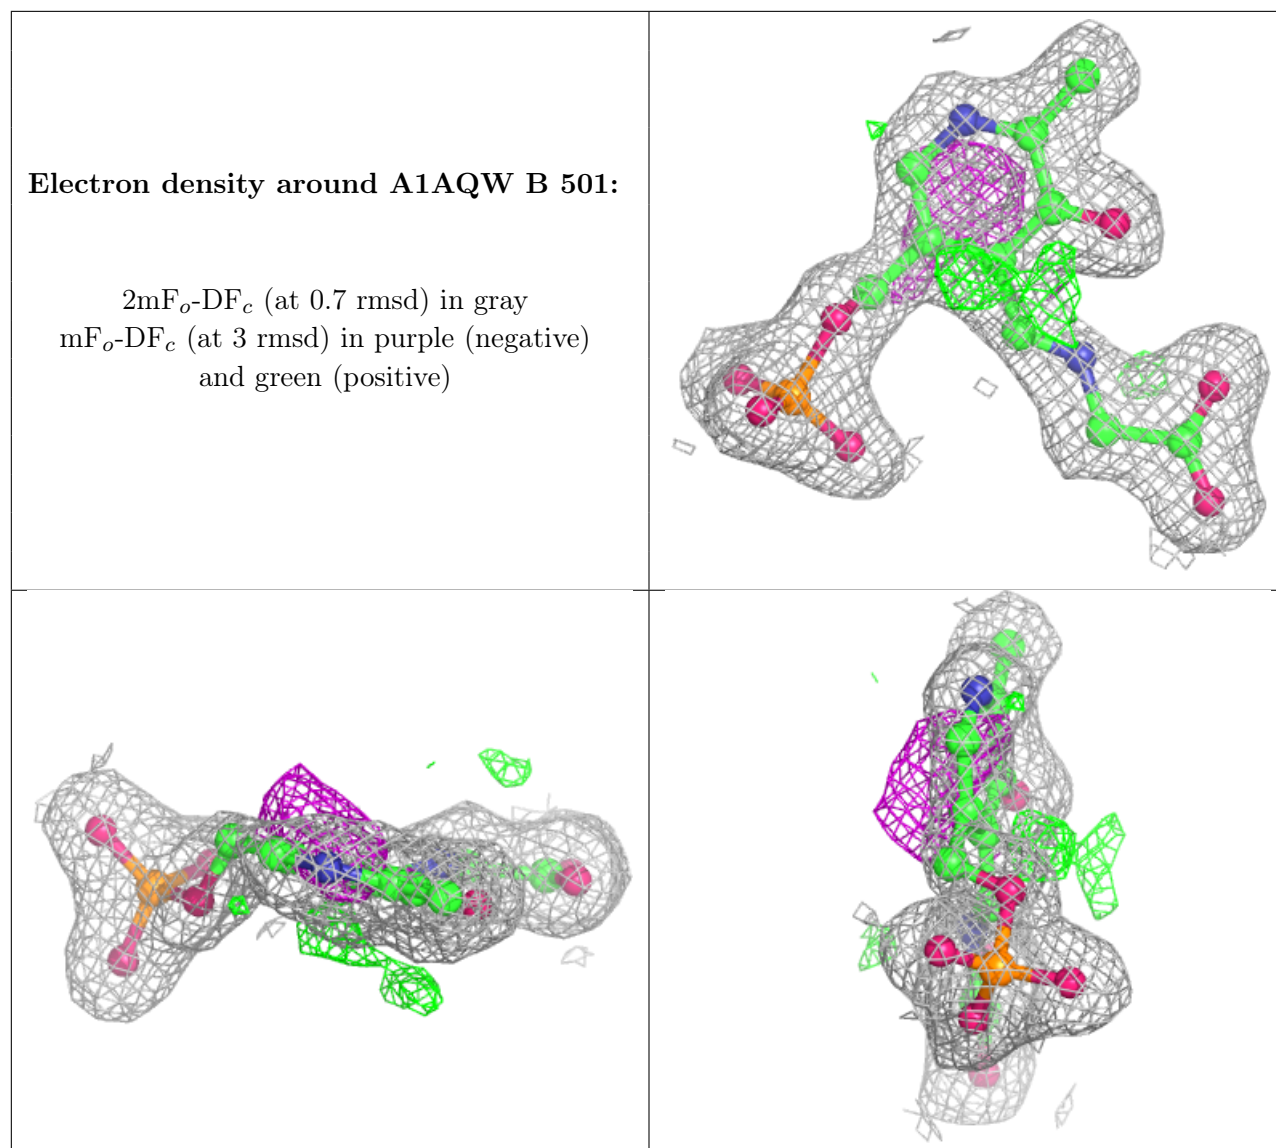 Electron density around A1AQW B 501:
2mFo-DFc (at 0.7 rmsd) in gray
mFo-DFc (at 3 rmsd) in purple (negative)
and green (positive)